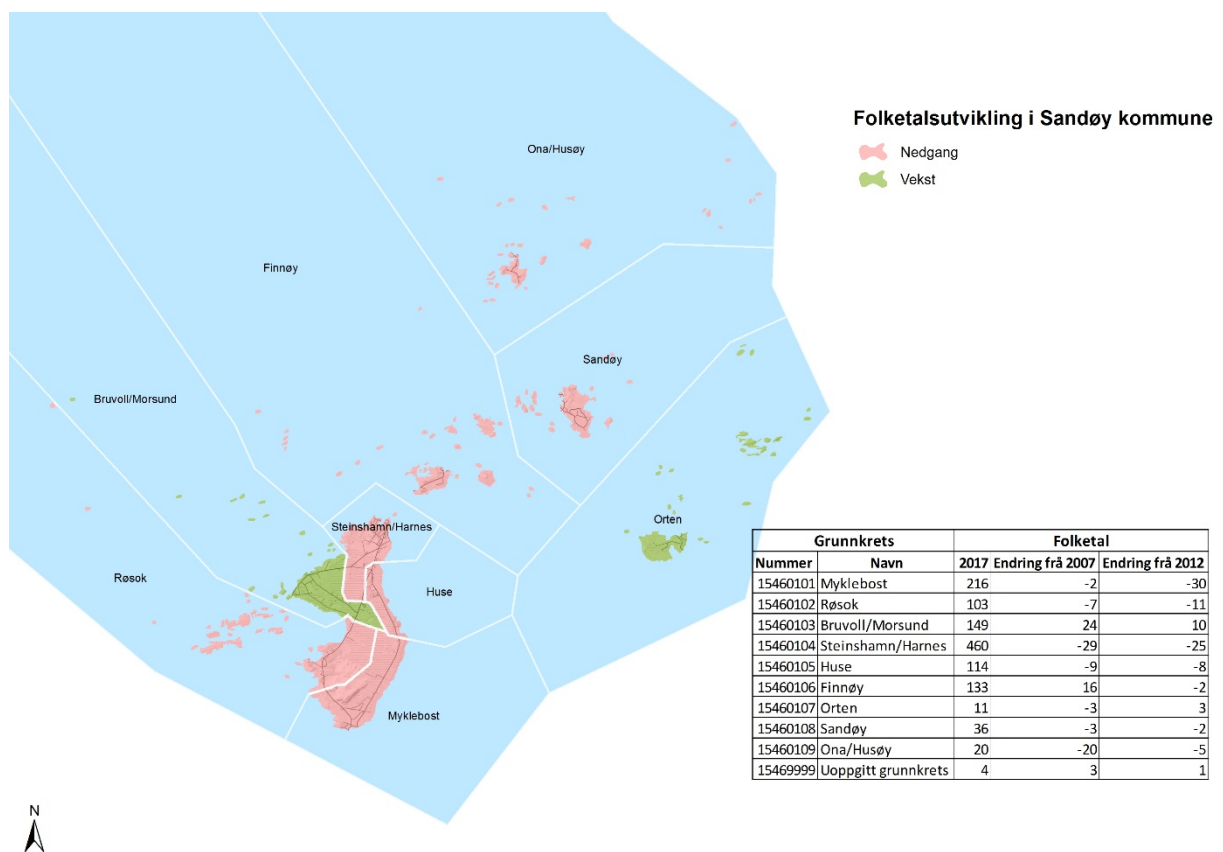 Folketalsutvikling i Sandøy kommune
Nedgang
Vekst
Ona/Husøy
Finnøy
Sandøy
Bruvoll/Morsund
Steinshamn/Harnes
Orten
Røsok
Huse
Myklebost
N
Grunnkrets Folketal
Nummer Navn 2017 Endring frå 2007 Endring frå 2012
15460101 Myklebost 216 -2 -30
15460102 Røsok 103 -7 -11
15460103 Bruvoll/Morsund 149 24 10
15460104 Steinshamn/Harnes 460 -29 -25
15460105 Huse 114 -9 -8
15460106 Finnøy 133 16 -2
15460107 Orten 11 -3 3
15460108 Sandøy 36 -3 -2
15460109 Ona/Husøy 20 -20 -5
15469999 Uoppgitt grunnkrets 4 3 1